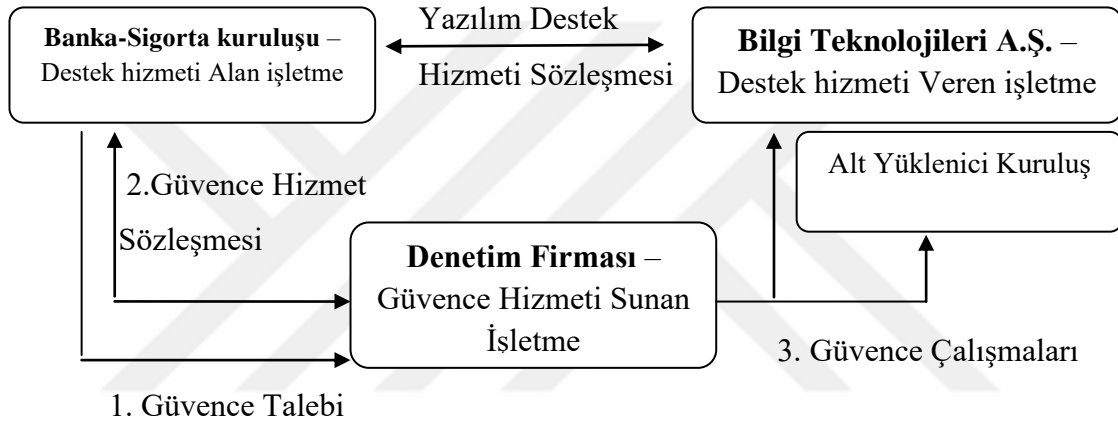 Banka-Sigorta kuruluşu –
Destek hizmeti Alan işletme
Yazılım Destek
Hizmeti Sözleşmesi
Bilgi Teknolojileri A.Ş. –
Destek hizmeti Veren işletme
Alt Yüklenici Kuruluş
2.Güvence Hizmet
Sözleşmesi
Denetim Firması –
Güvence Hizmeti Sunan
İşletme
3. Güvence Çalışmaları
1. Güvence Talebi